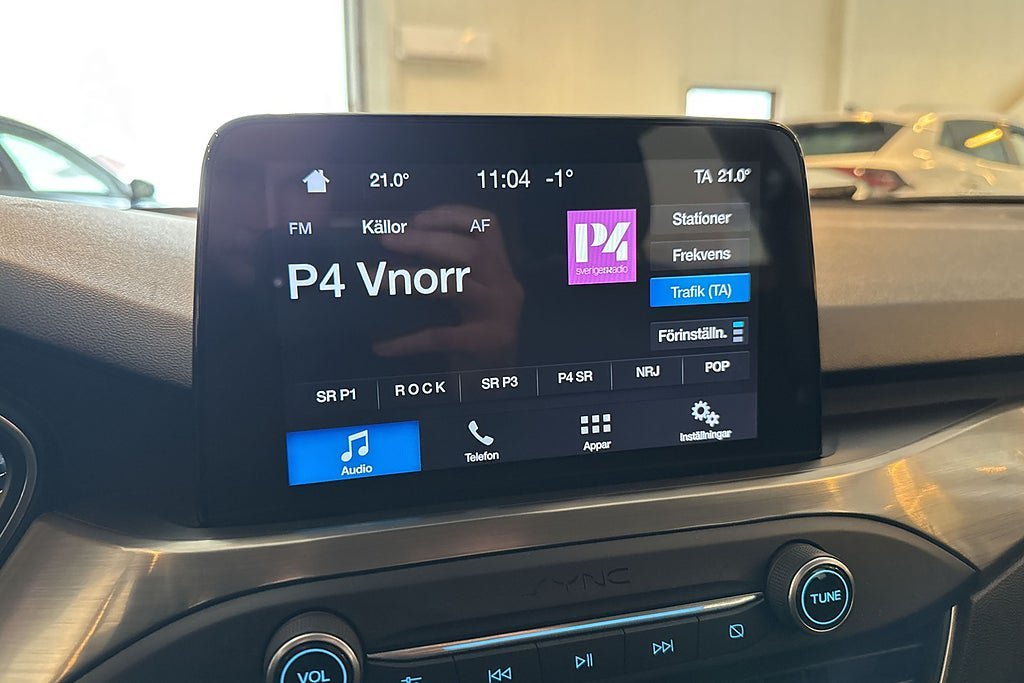 21.0° 11:04 -1° TA 21.0°
FM Källor AF
P4 Vnorr
P4
sverigesradio
Stationer
Frekvens
Trafik (TA)
Förinställn.
SR P1 ROCK SR P3 P4 SR NRJ POP
Audio Telefon Appar Inställningar
SYNC
VOL
TUNE